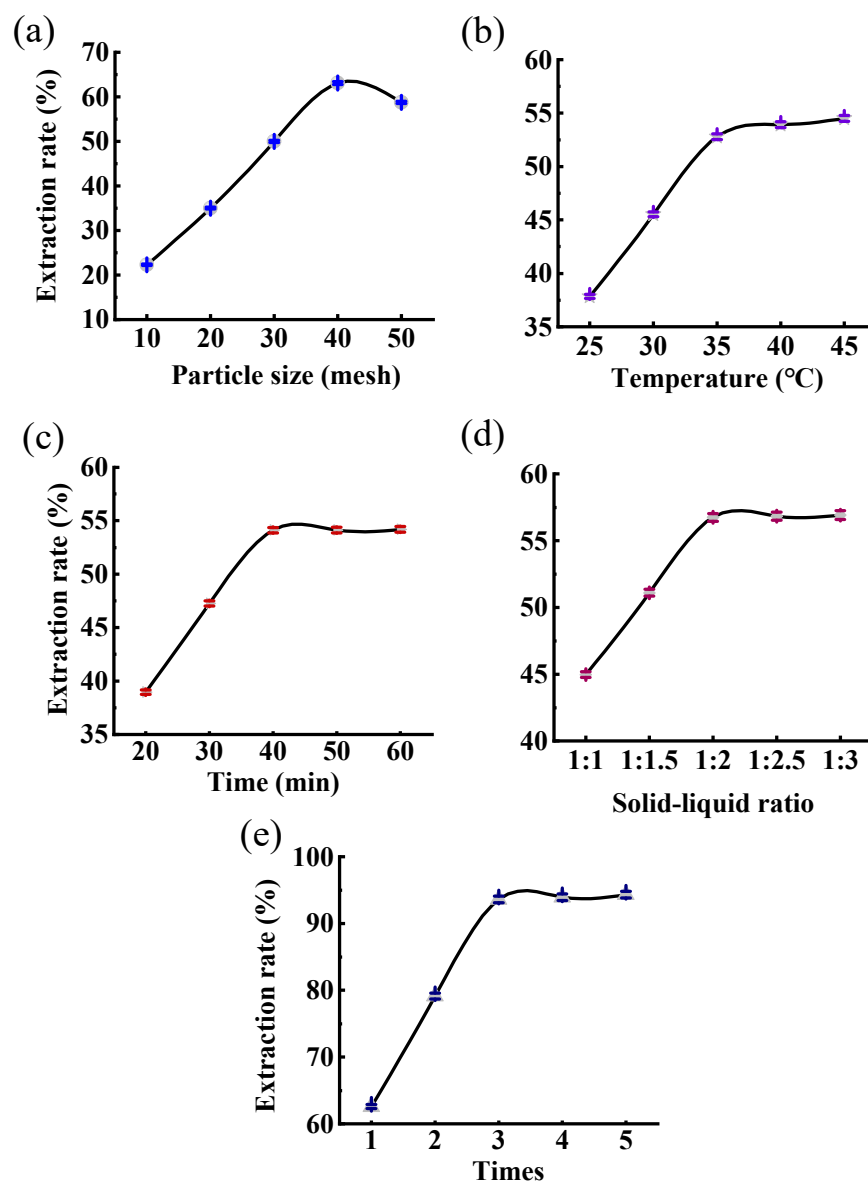 (a)
Extraction rate (%)
70
60
50
40
30
20
10
10 20 30 40 50
Particle size (mesh)
(b)
60
55
50
45
40
35
25 30 35 40 45
Temperature (°C)
(c)
Extraction rate (%)
60
55
50
45
40
35
20 30 40 50 60
Time (min)
(d)
60
55
50
45
40
1:1 1:1.5 1:2 1:2.5 1:3
Solid-liquid ratio
(e)
Extraction rate (%)
100
90
80
70
60
1 2 3 4 5
Times